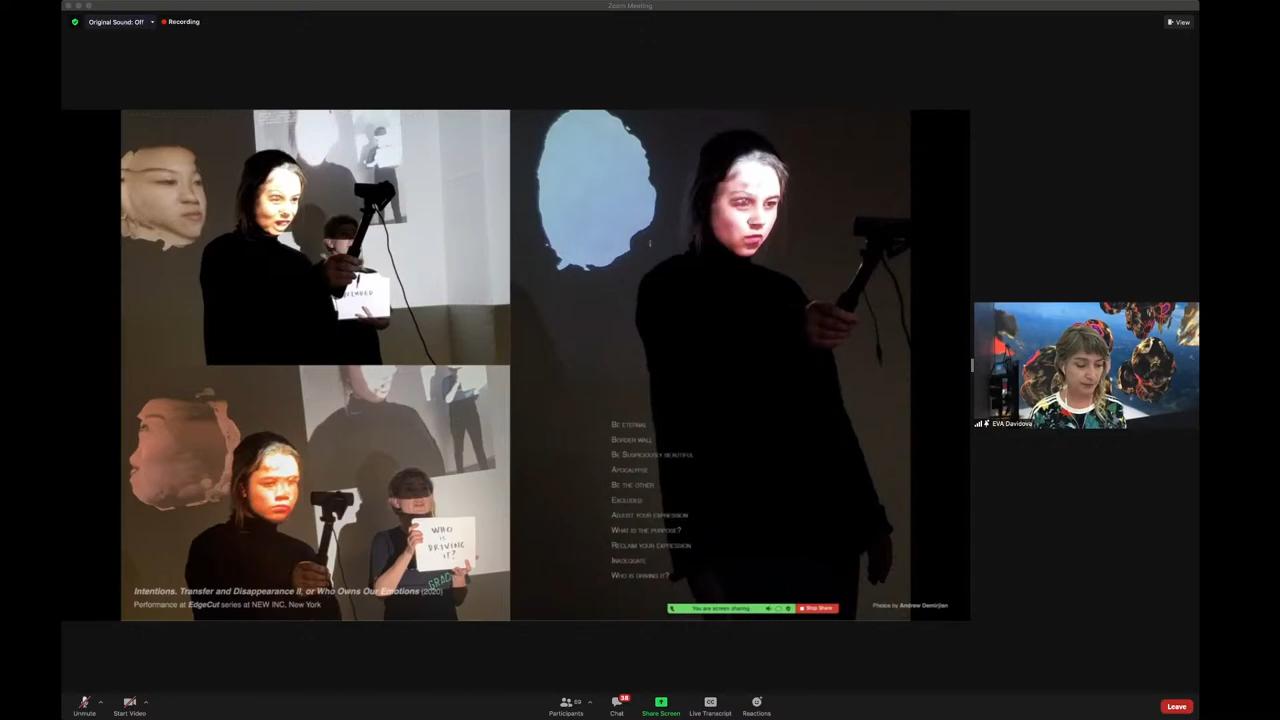 Zoom Meeting
Original Sound: Off
Recording
View
WHO
IS
DRIVING
IT?
Intentions. Transfer and Disappearance II, or Who Owns Our Emotions (2020)
Performance at EdgeCut series at NEW INC, New York
BE ETERNAL
BORDER WALL
BE SUSPICIOUSLY BEAUTIFUL
APOCALYPSE
BE THE OTHER
EXCLUDED
ADJUST YOUR EXPRESSION
WHAT IS THE PURPOSE?
RECLAIM YOUR EXPRESSION
INADEQUATE
WHO IS DRIVING IT?
You are screen sharing
Stop Share
Photos by Andrew Demirjian
EVA Davidova
Unmute
Start Video
Participants
69
Chat
38
Share Screen
CC
Live Transcript
Reactions
Leave